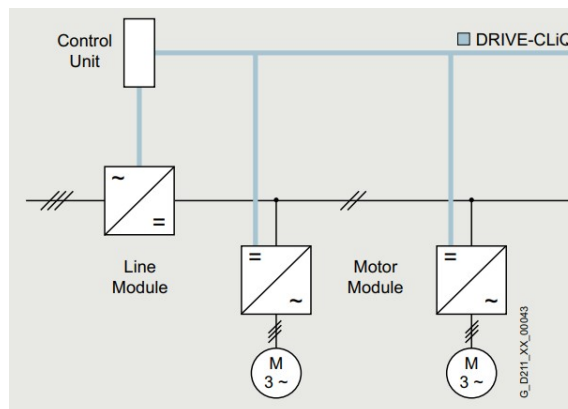 Control
Unit
DRIVE-CLiQ
~
=
Line
Module
=
~
Motor
Module
=
~
M
3 ~
M
3 ~
G_D211_XX_00043